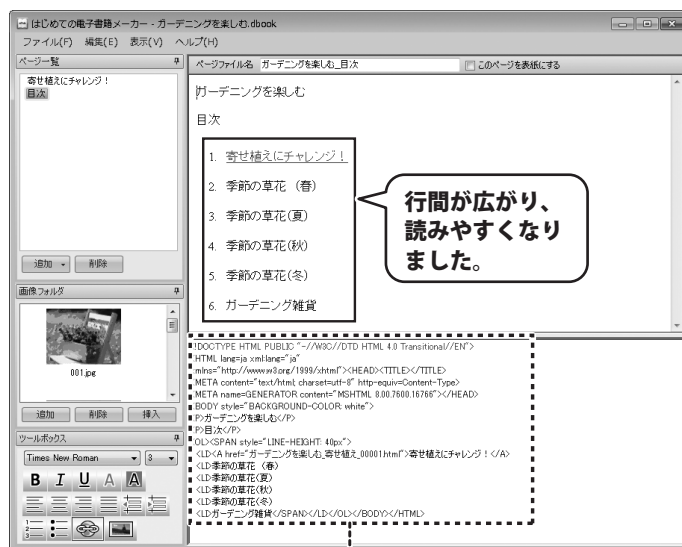 はじめての電子書籍メーカー - ガーデニングを楽しむ.dbook
ファイル(F) 編集(E) 表示(V) ヘルプ(H)
ページ一覧
寄せ植えにチャレンジ！
目次
追加 削除
画像フォルダ
001.jpg
追加 削除 挿入
ツールボックス
Times New Roman 3
B I U A A
ページファイル名 ガーデニングを楽しむ_目次 このページを表紙にする
ガーデニングを楽しむ
目次
1. 寄せ植えにチャレンジ！
2. 季節の草花（春）
3. 季節の草花(夏)
4. 季節の草花(秋)
5. 季節の草花(冬)
6. ガーデニング雑貨
行間が広がり、
読みやすくなり
ました。
!DOCTYPE HTML PUBLIC "-//W3C//DTD HTML 4.0 Transitional//EN">
HTML lang=ja xml:lang="ja"
mlns="http://www.w3.org/1999/xhtml"><HEAD><TITLE></TITLE>
META content="text/html; charset=utf-8" http-equiv=Content-Type>
META name=GENERATOR content="MSHTML 8.00.7600.16766"></HEAD>
BODY style="BACKGROUND-COLOR: white">
P>ガーデニングを楽しむ</P>
P>目次</P>
OL><SPAN style="LINE-HEIGHT: 40px">
<LI><A href="ガーデニングを楽しむ_寄せ植え_00001.html">寄せ植えにチャレンジ！</A>
<LI>季節の草花（春）
<LI>季節の草花(夏)
<LI>季節の草花(秋)
<LI>季節の草花(冬)
<LI>ガーデニング雑貨</SPAN></LI></OL></BODY></HTML>